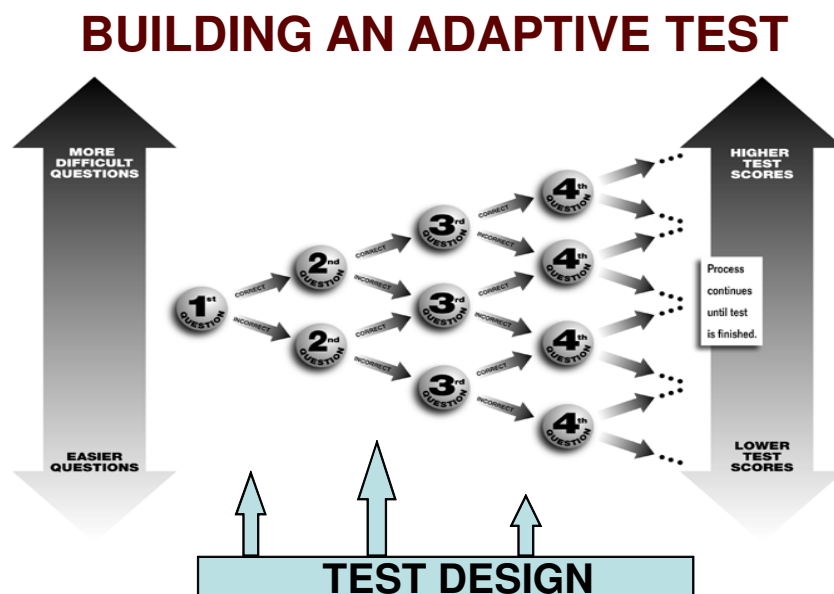 BUILDING AN ADAPTIVE TEST
MORE
DIFFICULT
QUESTIONS
EASIER
QUESTIONS
1st
QUESTION
CORRECT
INCORRECT
2nd
QUESTION
CORRECT
INCORRECT
2nd
QUESTION
CORRECT
INCORRECT
3rd
QUESTION
CORRECT
INCORRECT
3rd
QUESTION
CORRECT
INCORRECT
3rd
QUESTION
CORRECT
INCORRECT
4th
QUESTION
4th
QUESTION
4th
QUESTION
4th
QUESTION
HIGHER
TEST
SCORES
Process
continues
until test
is finished.
LOWER
TEST
SCORES
TEST DESIGN